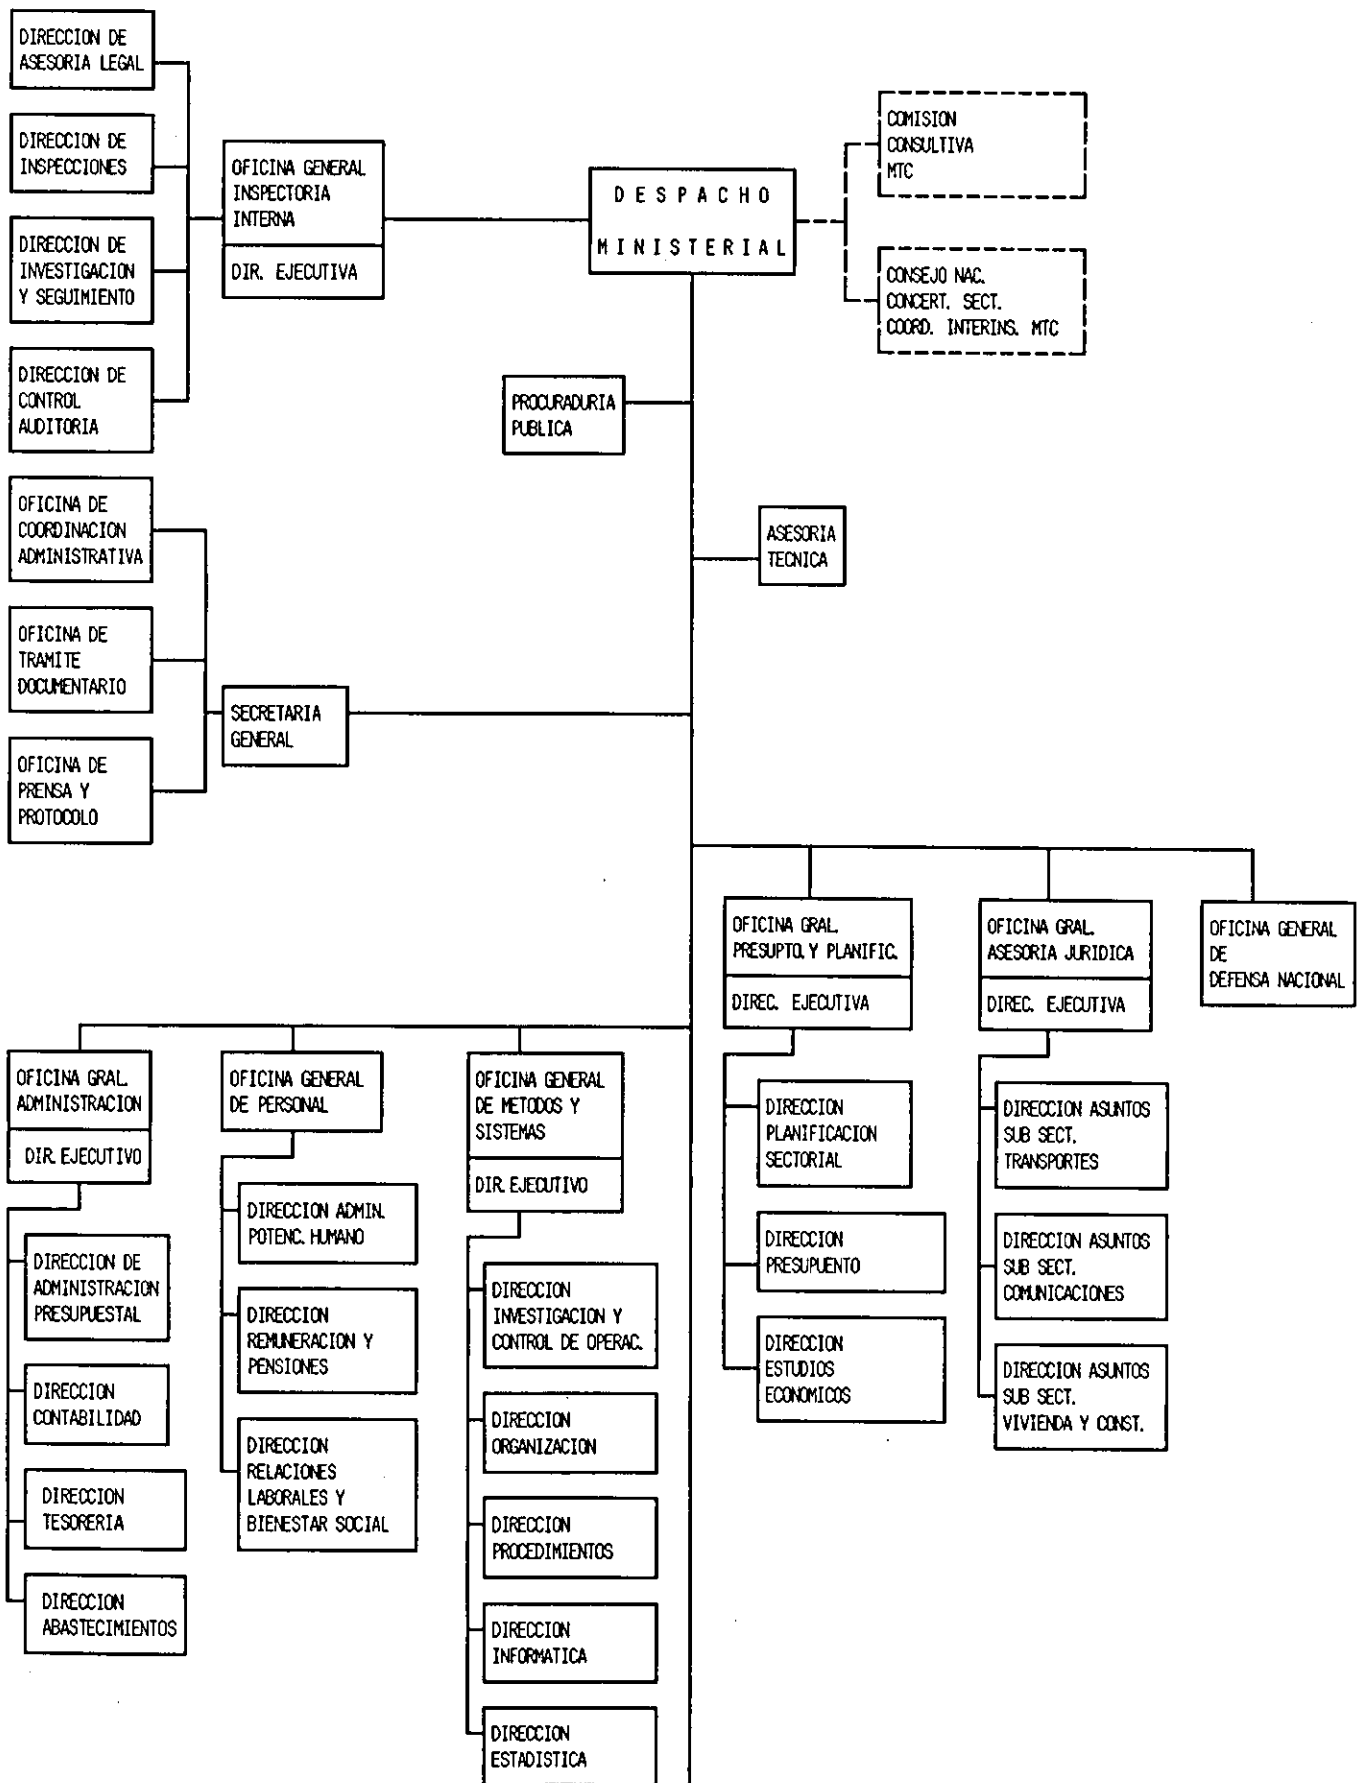 DIRECCION DE
ASESORIA LEGAL
DIRECCION DE
INSPECCIONES
DIRECCION DE
INVESTIGACION
Y SEGUIMIENTO
DIRECCION DE
CONTROL
AUDITORIA
OFICINA GENERAL
INSPECTORIA
INTERNA
DIR. EJECUTIVA
DESPACHO
MINISTERIAL
COMISION
CONSULTIVA
MTC
CONSEJO NAC.
CONCERT. SECT.
COORD. INTERINS. MTC
PROCURADURIA
PUBLICA
ASESORIA
TECNICA
OFICINA DE
COORDINACION
ADMINISTRATIVA
OFICINA DE
TRAMITE
DOCUMENTARIO
OFICINA DE
PRENSA Y
PROTOCOLO
SECRETARIA
GENERAL
OFICINA GRAL.
PRESUPTO. Y PLANIFIC.
DIREC. EJECUTIVA
DIRECCION
PLANIFICACION
SECTORIAL
DIRECCION
PRESUPUENTO
DIRECCION
ESTUDIOS
ECONOMICOS
OFICINA GRAL.
ASESORIA JURIDICA
DIREC. EJECUTIVA
DIRECCION ASUNTOS
SUB SECT.
TRANSPORTES
DIRECCION ASUNTOS
SUB SECT.
COMUNICACIONES
DIRECCION ASUNTOS
SUB SECT.
VIVIENDA Y CONST.
OFICINA GENERAL
DE
DEFENSA NACIONAL
OFICINA GRAL.
ADMINISTRACION
DIR. EJECUTIVO
DIRECCION DE
ADMINISTRACION
PRESUPUESTAL
DIRECCION
CONTABILIDAD
DIRECCION
TESORERIA
DIRECCION
ABASTECIMIENTOS
OFICINA GENERAL
DE PERSONAL
DIRECCION ADMIN.
POTENC. HUMANO
DIRECCION
REMUNERACION Y
PENSIONES
DIRECCION
RELACIONES
LABORALES Y
BIENESTAR SOCIAL
OFICINA GENERAL
DE METODOS Y
SISTEMAS
DIR. EJECUTIVO
DIRECCION
INVESTIGACION Y
CONTROL DE OPERAC.
DIRECCION
ORGANIZACION
DIRECCION
PROCEDIMIENTOS
DIRECCION
INFORMATICA
DIRECCION
ESTADISTICA